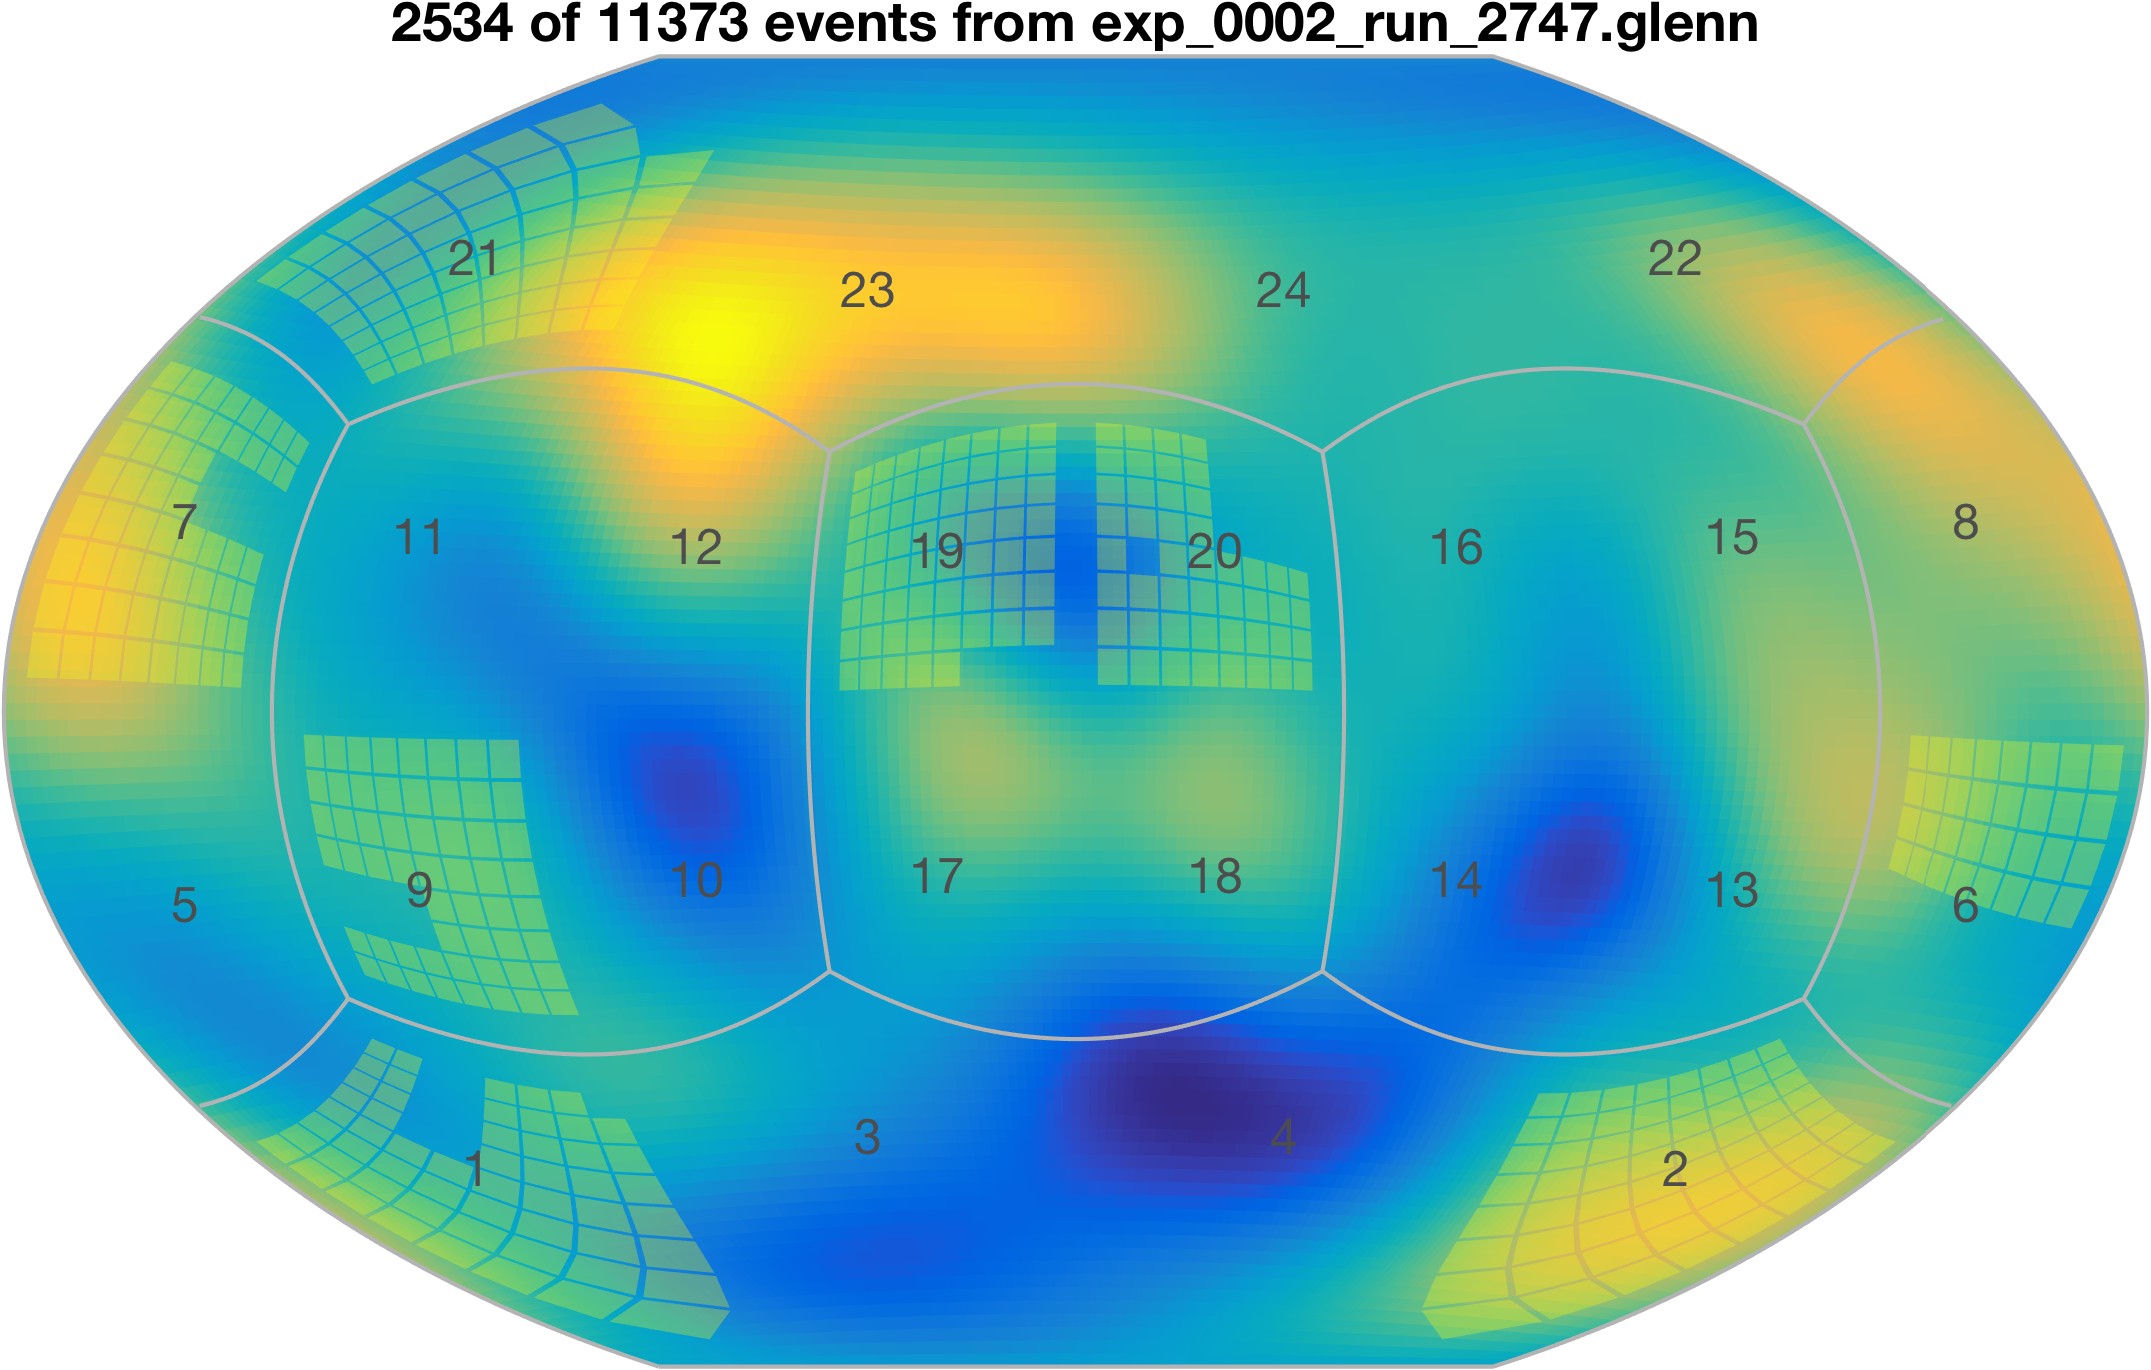 2534 of 11373 events from exp_0002_run_2747.glenn
21 23 24 22
7 11 12 19 20 16 15 8
5 9 10 17 18 14 13 6
1 3 4 2